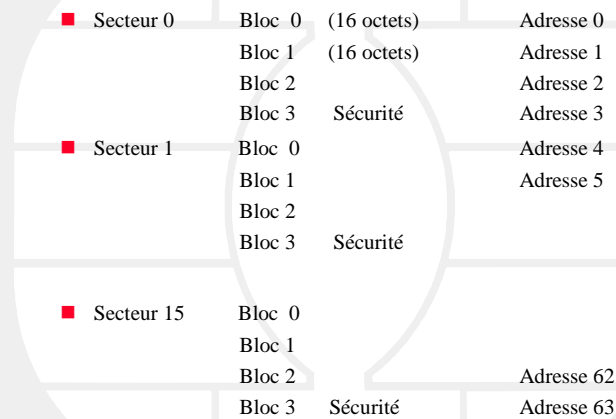 Secteur 0 Bloc 0 (16 octets) Adresse 0
Bloc 1 (16 octets) Adresse 1
Bloc 2 Adresse 2
Bloc 3 Sécurité Adresse 3
Secteur 1 Bloc 0 Adresse 4
Bloc 1 Adresse 5
Bloc 2
Bloc 3 Sécurité
Secteur 15 Bloc 0
Bloc 1
Bloc 2 Adresse 62
Bloc 3 Sécurité Adresse 63